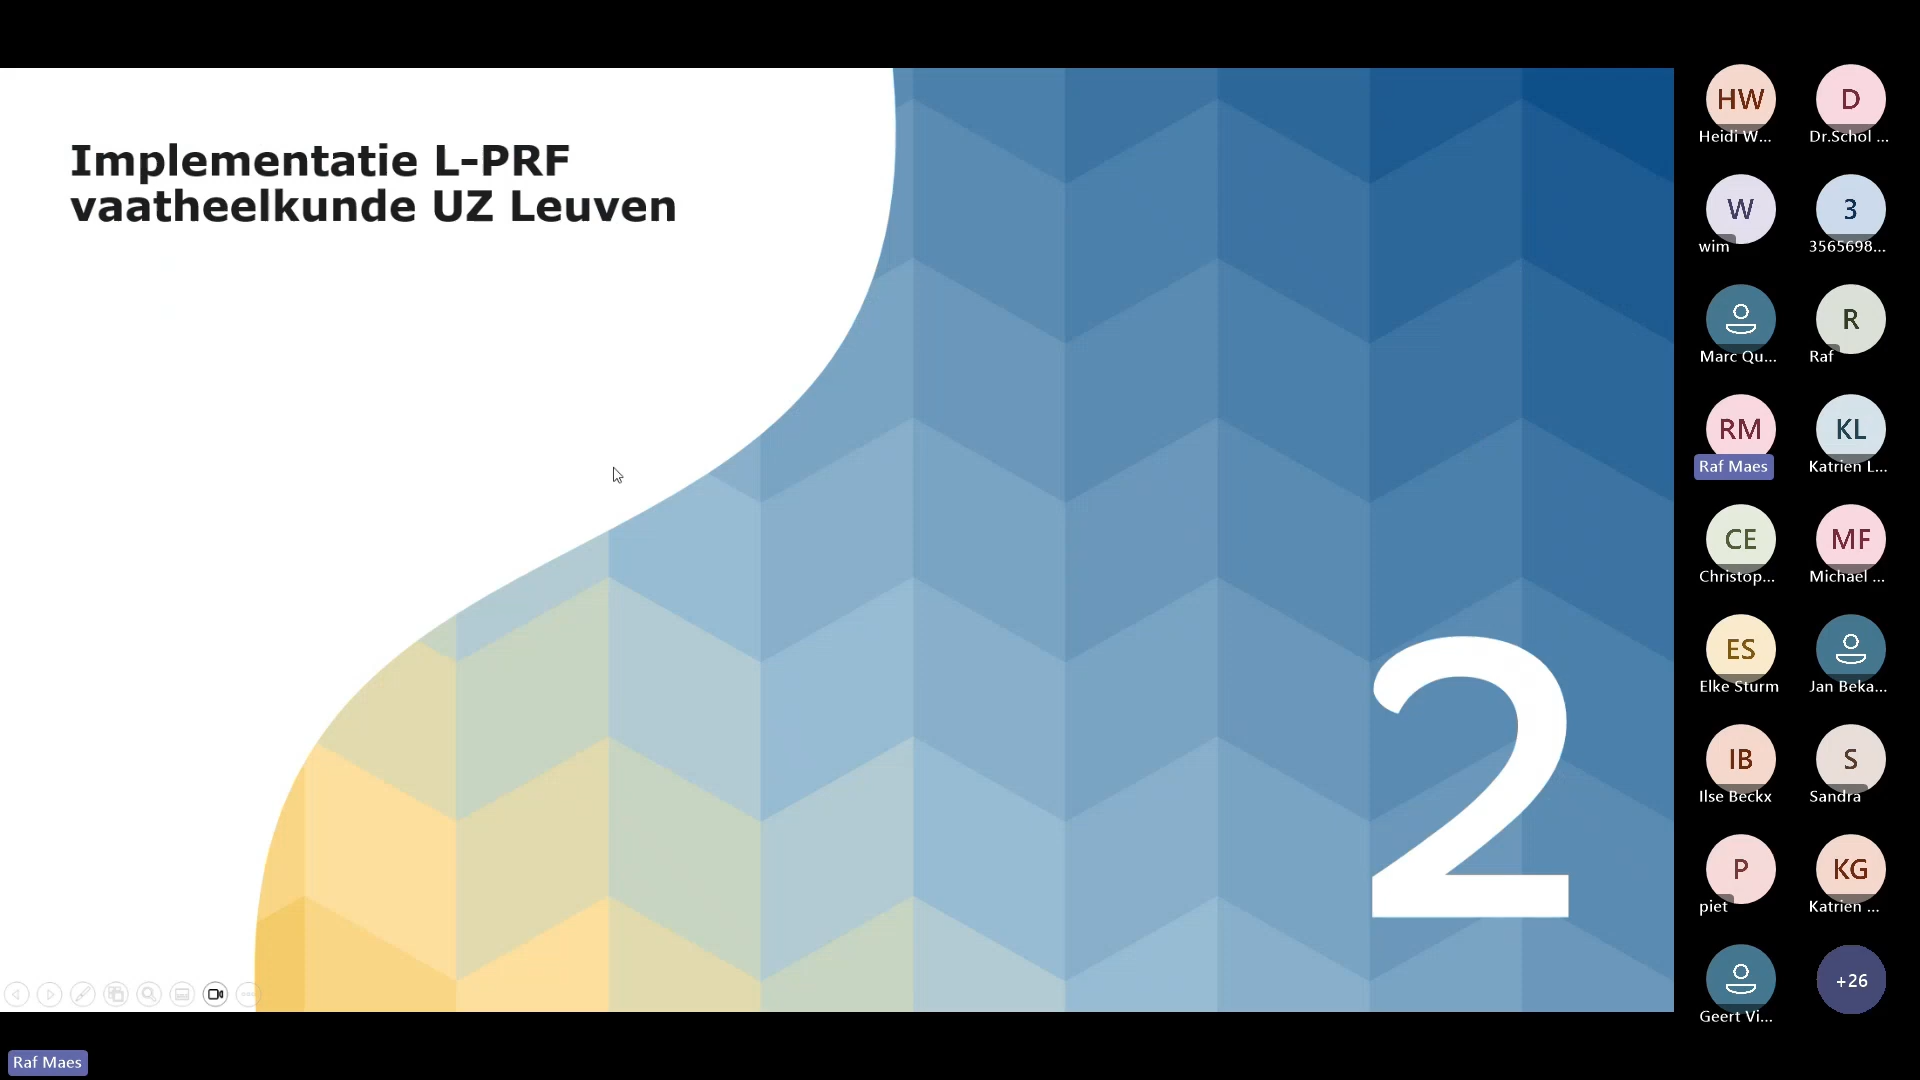 Implementatie L-PRF
vaatheelkunde UZ Leuven
2
HW
Heidi W...
D
Dr.Schol ...
W
wim
3
3565698...
Marc Qu...
R
Raf
RM
Raf Maes
KL
Katrien L...
CE
Christop...
MF
Michael ...
ES
Elke Sturm
Jan Beka...
IB
Ilse Beckx
S
Sandra
P
piet
KG
Katrien ...
Geert Vi...
+26
Raf Maes